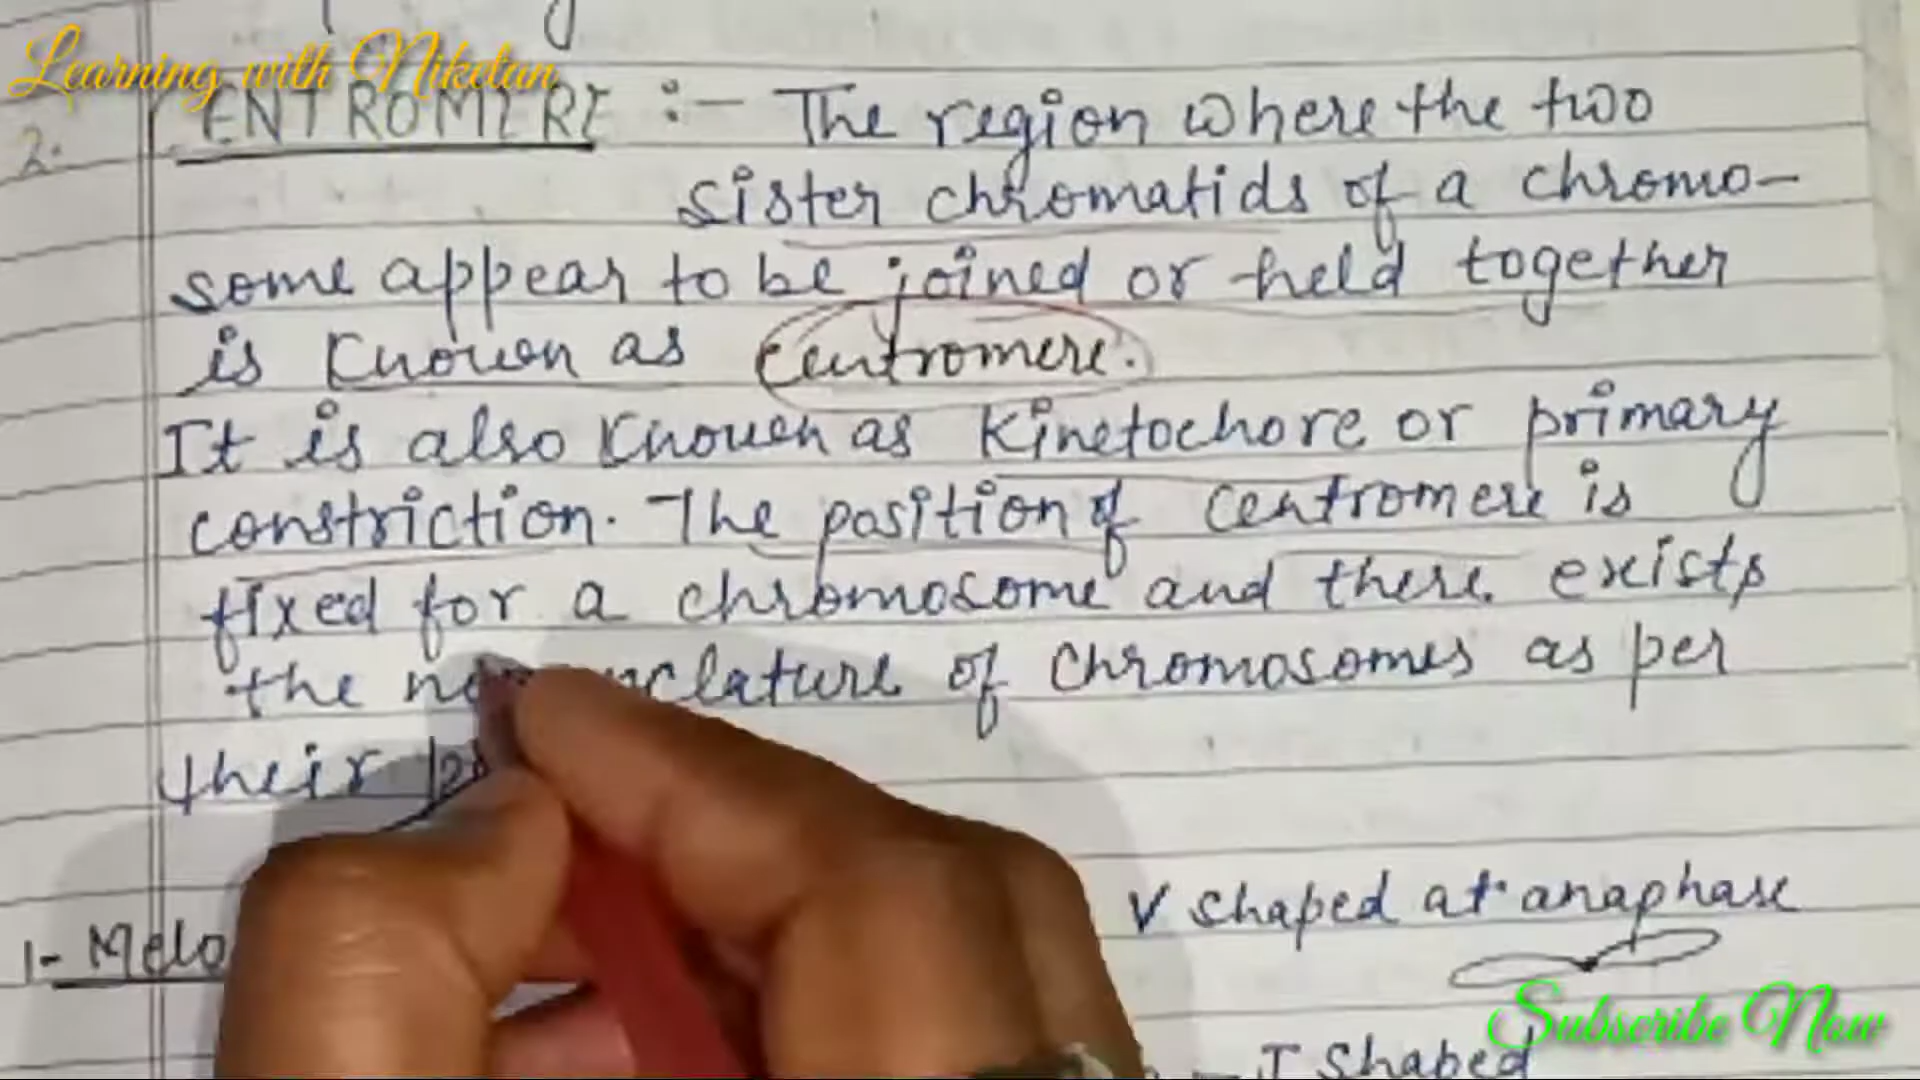 Learning with Niketan
2.
CENTROMERE :- The region where the two
sister chromatids of a chromo-
some appear to be joined or held together
is known as centromere.
It is also known as Kinetochore or primary
constriction. The position of centromere is
fixed for a chromosome and there exists
the of chromosomes as per
their
V shaped at anaphase
1-
Subscribe Now
J shaped